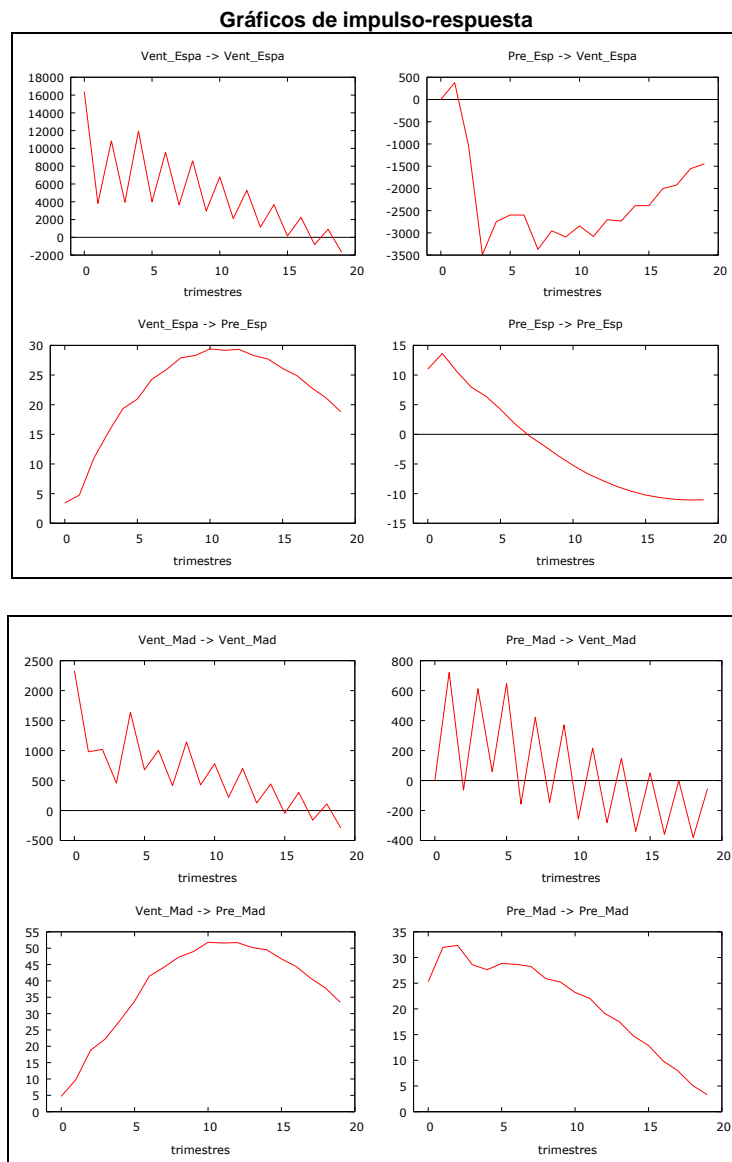 Gráficos de impulso-respuesta
Vent_Espa -> Vent_Espa
18000
16000
14000
12000
10000
8000
6000
4000
2000
0
-2000
0 5 10 15 20
trimestres
Pre_Esp -> Vent_Espa
500
0
-500
-1000
-1500
-2000
-2500
-3000
-3500
0 5 10 15 20
trimestres
Vent_Espa -> Pre_Esp
30
25
20
15
10
5
0
0 5 10 15 20
trimestres
Pre_Esp -> Pre_Esp
15
10
5
0
-5
-10
-15
0 5 10 15 20
trimestres
Vent_Mad -> Vent_Mad
2500
2000
1500
1000
500
0
-500
0 5 10 15 20
trimestres
Pre_Mad -> Vent_Mad
800
600
400
200
0
-200
-400
0 5 10 15 20
trimestres
Vent_Mad -> Pre_Mad
55
50
45
40
35
30
25
20
15
10
5
0
0 5 10 15 20
trimestres
Pre_Mad -> Pre_Mad
35
30
25
20
15
10
5
0
0 5 10 15 20
trimestres